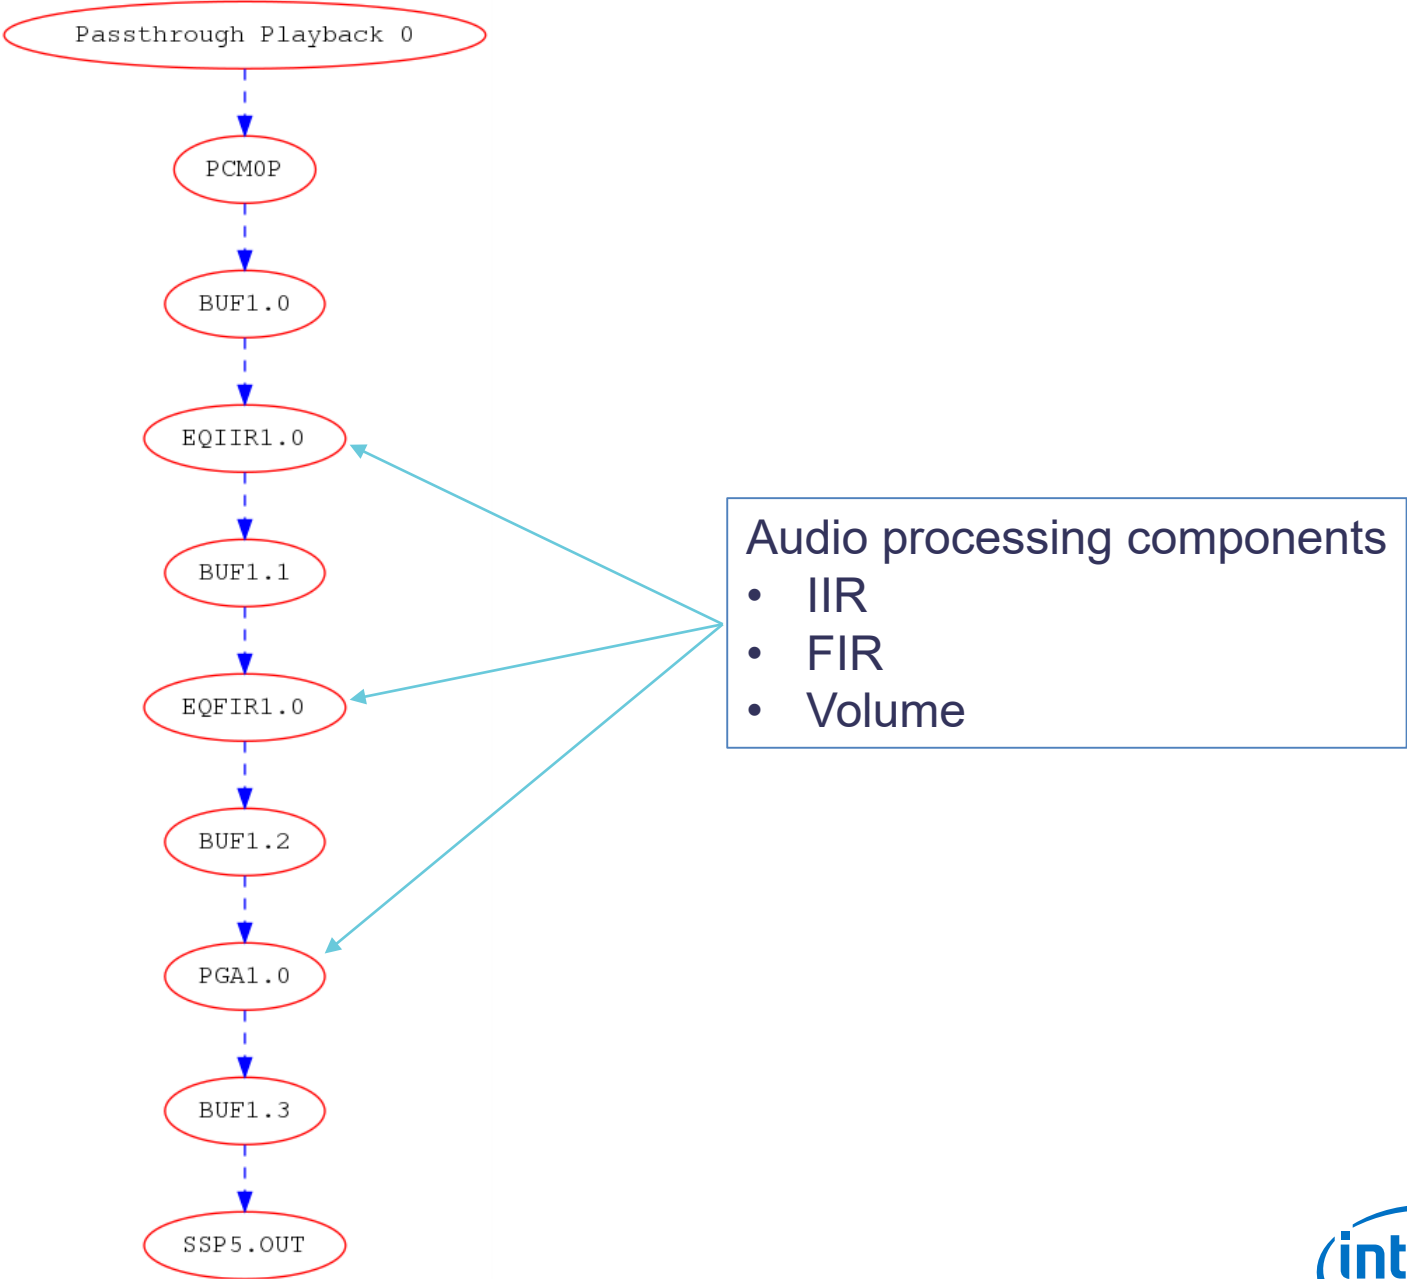 Passthrough Playback 0
PCM0P
BUF1.0
EQIIR1.0
BUF1.1
EQFIR1.0
BUF1.2
PGA1.0
BUF1.3
SSP5.OUT
Audio processing components
• IIR
• FIR
• Volume
int